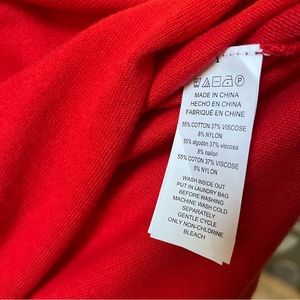 MADE IN CHINA
HECHO EN CHINA
FABRIQUÉ EN CHINE
55% COTTON 37% VISCOSE
8% NYLON
55% algodón 37% viscosa
8% nailon
55% COTTON 37% VISCOSE
8% NYLON
WASH INSIDE OUT
PUT IN LAUNDRY BAG
BEFORE WASHING
MACHINE WASH COLD
SEPARATELY
GENTLE CYCLE
ONLY NON-CHLORINE
BLEACH